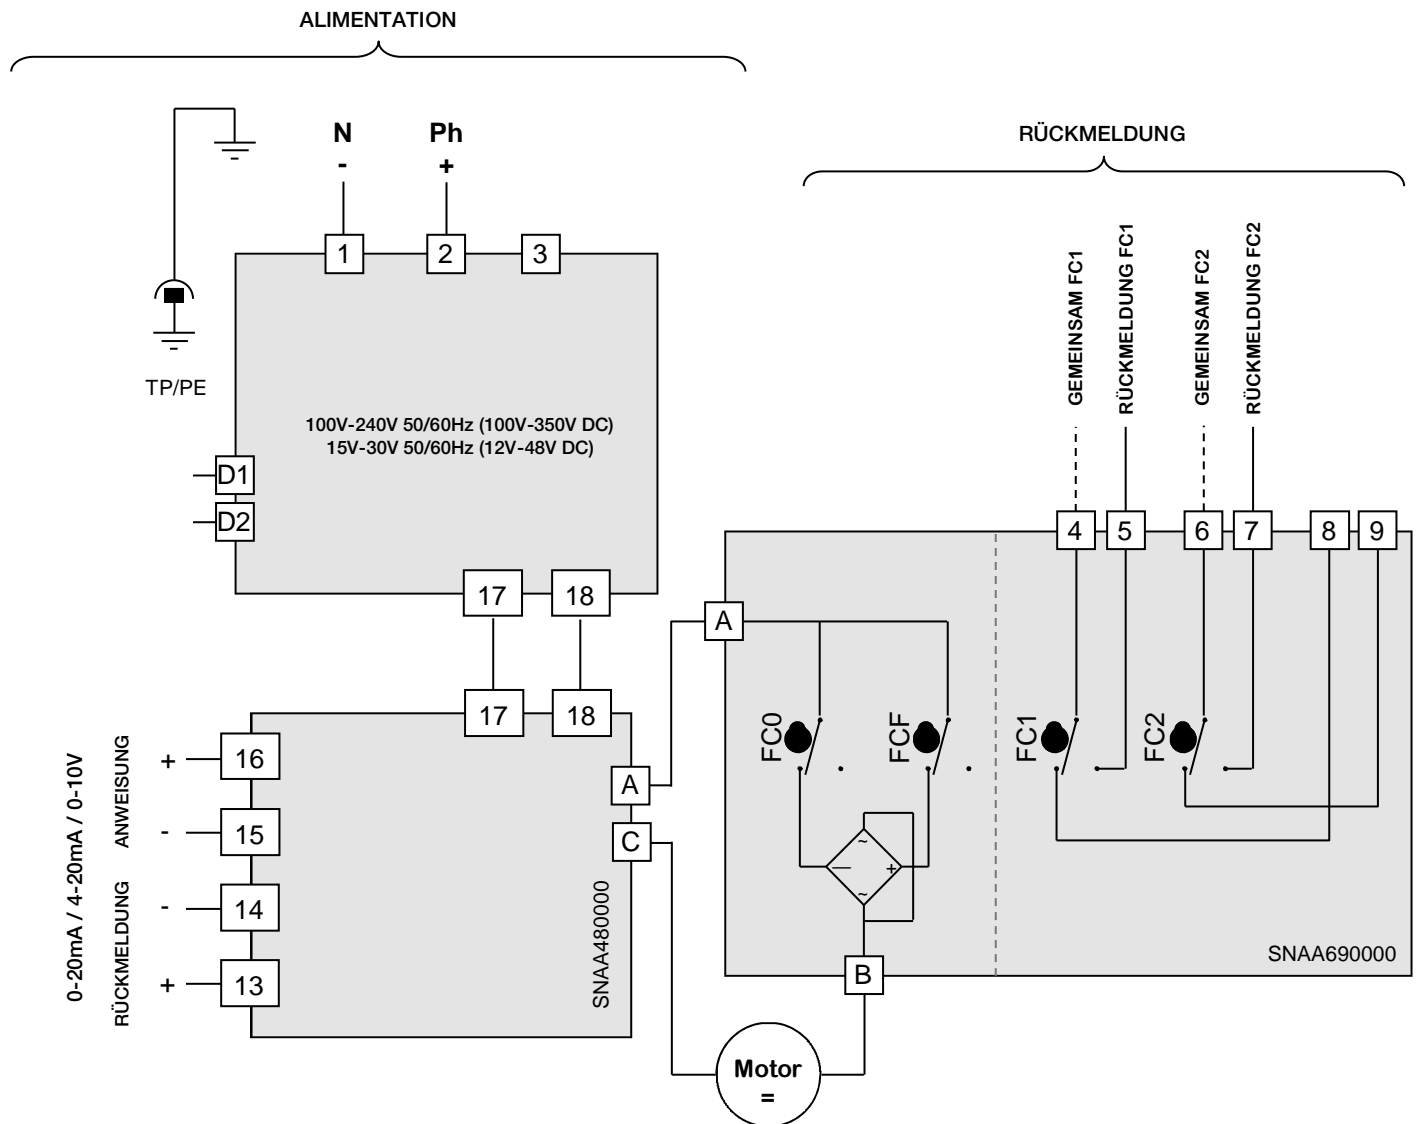 ALIMENTATION
N
-
Ph
+
1
2
3
TP/PE
100V-240V 50/60Hz (100V-350V DC)
15V-30V 50/60Hz (12V-48V DC)
D1
D2
17
18
17
18
0-20mA / 4-20mA / 0-10V
ANWEISUNG
RÜCKMELDUNG
+
16
-
15
-
14
+
13
A
C
SNAA480000
RÜCKMELDUNG
GEMEINSAM FC1
RÜCKMELDUNG FC1
GEMEINSAM FC2
RÜCKMELDUNG FC2
4
5
6
7
8
9
A
FC0
FCF
FC1
FC2
~
—
+
~
B
SNAA690000
Motor
=